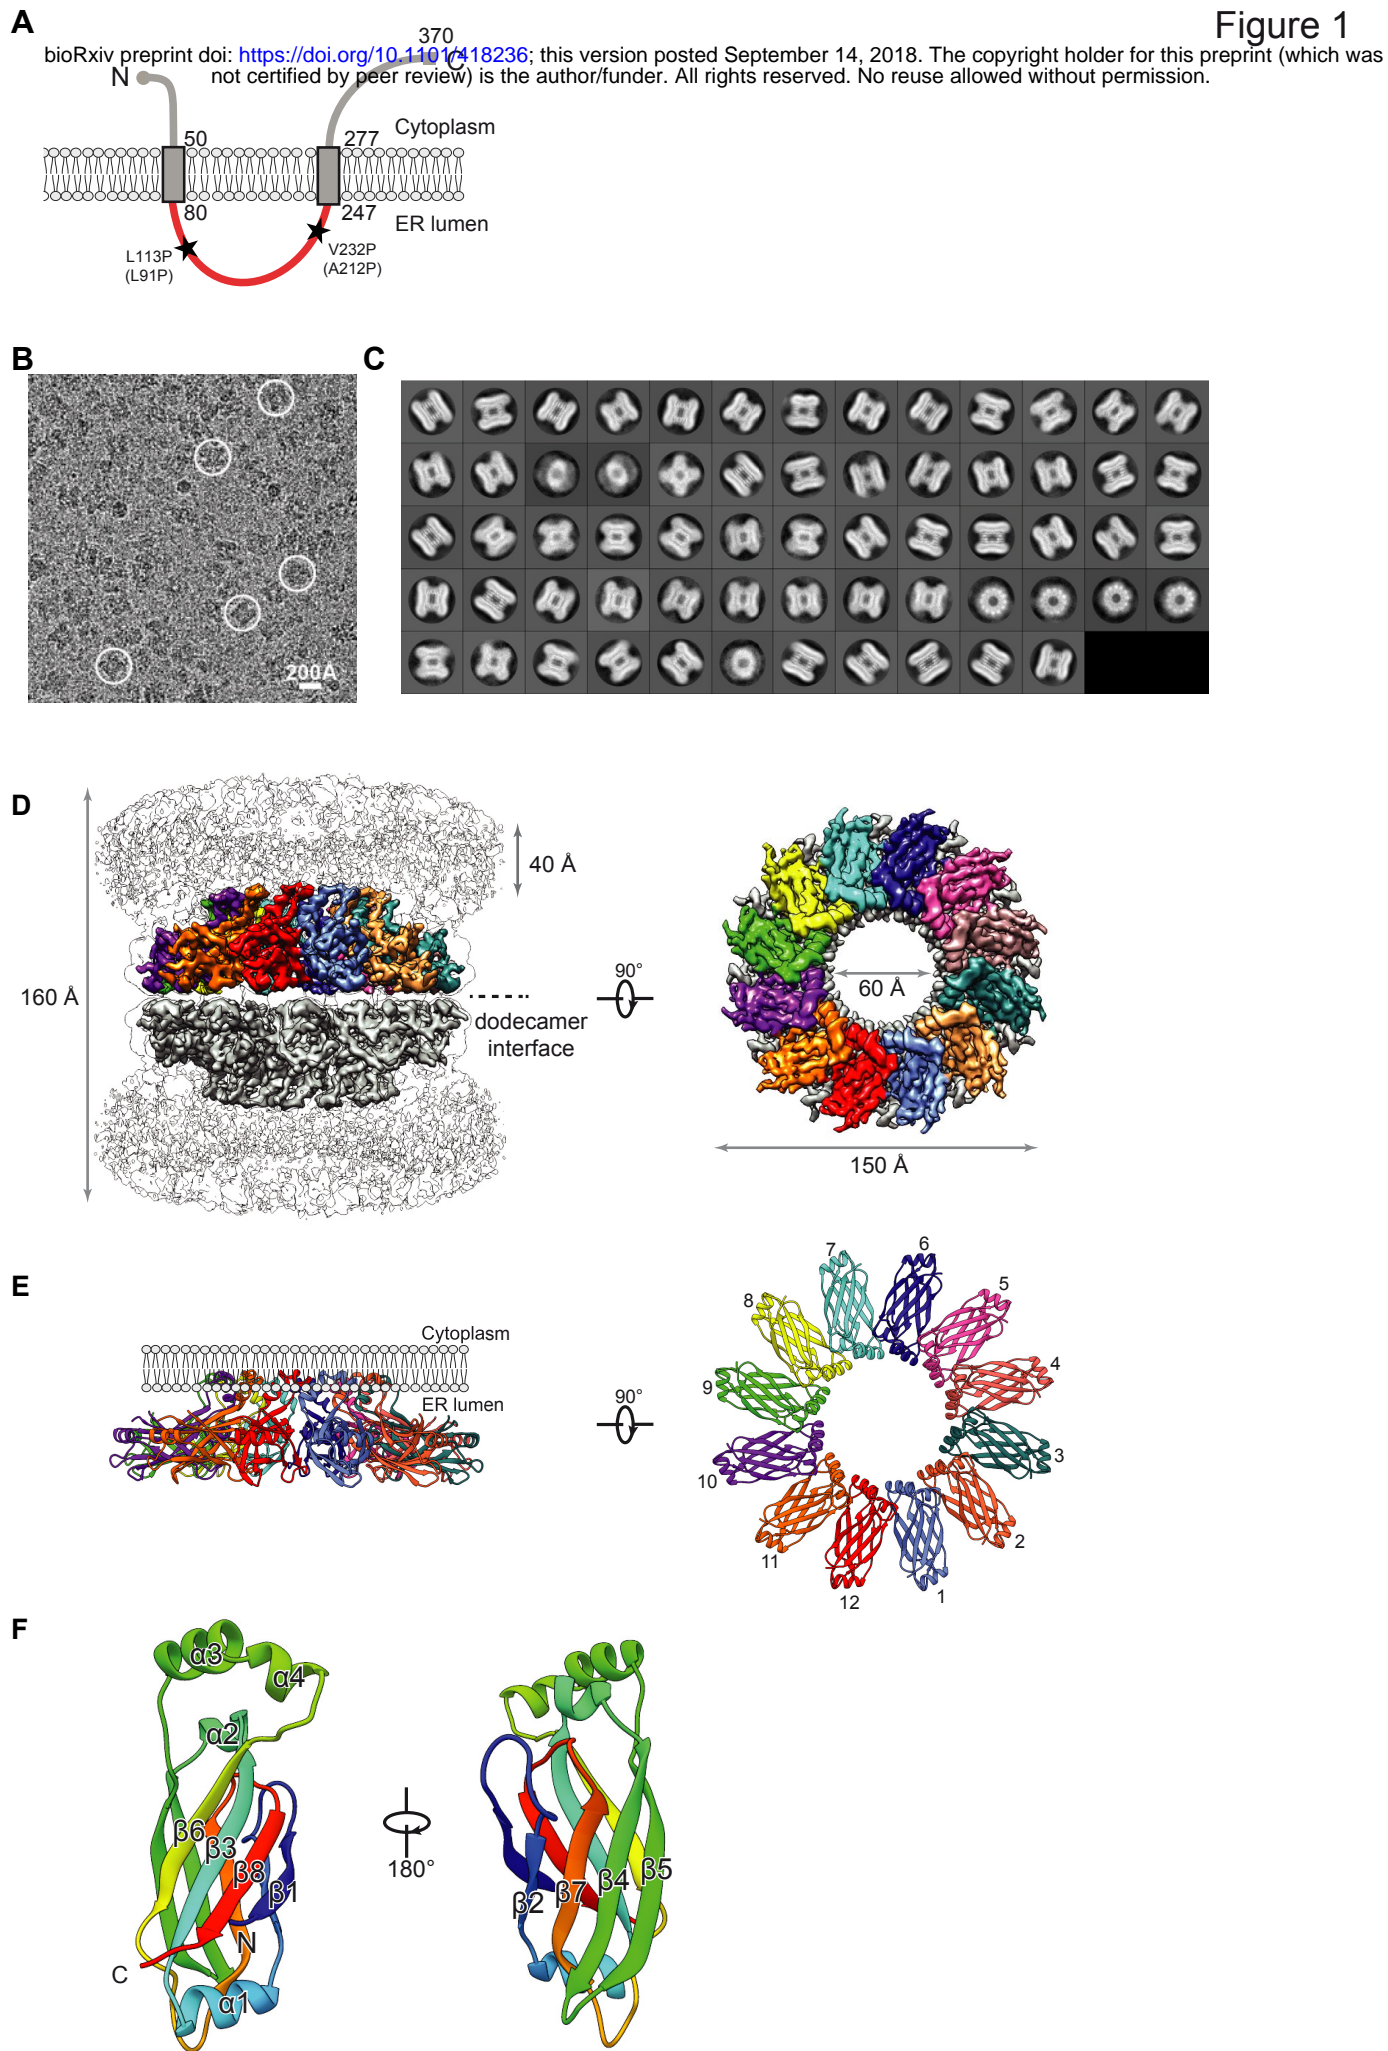 Figure 1
A
bioRxiv preprint doi: https://doi.org/10.1101/418236; this version posted September 14, 2018. The copyright holder for this preprint (which was
not certified by peer review) is the author/funder. All rights reserved. No reuse allowed without permission.
370
N
C
Cytoplasm
50
277
80
247
ER lumen
L113P
(L91P)
V232P
(A212P)
B
C
200Å
D
160 Å
40 Å
dodecamer
interface
90°
60 Å
150 Å
E
Cytoplasm
ER lumen
90°
7
6
8
5
4
9
3
10
2
11
1
12
F
α3
α4
α2
β6
β3
β8
β1
N
C
α1
180°
β2
β7
β4
β5